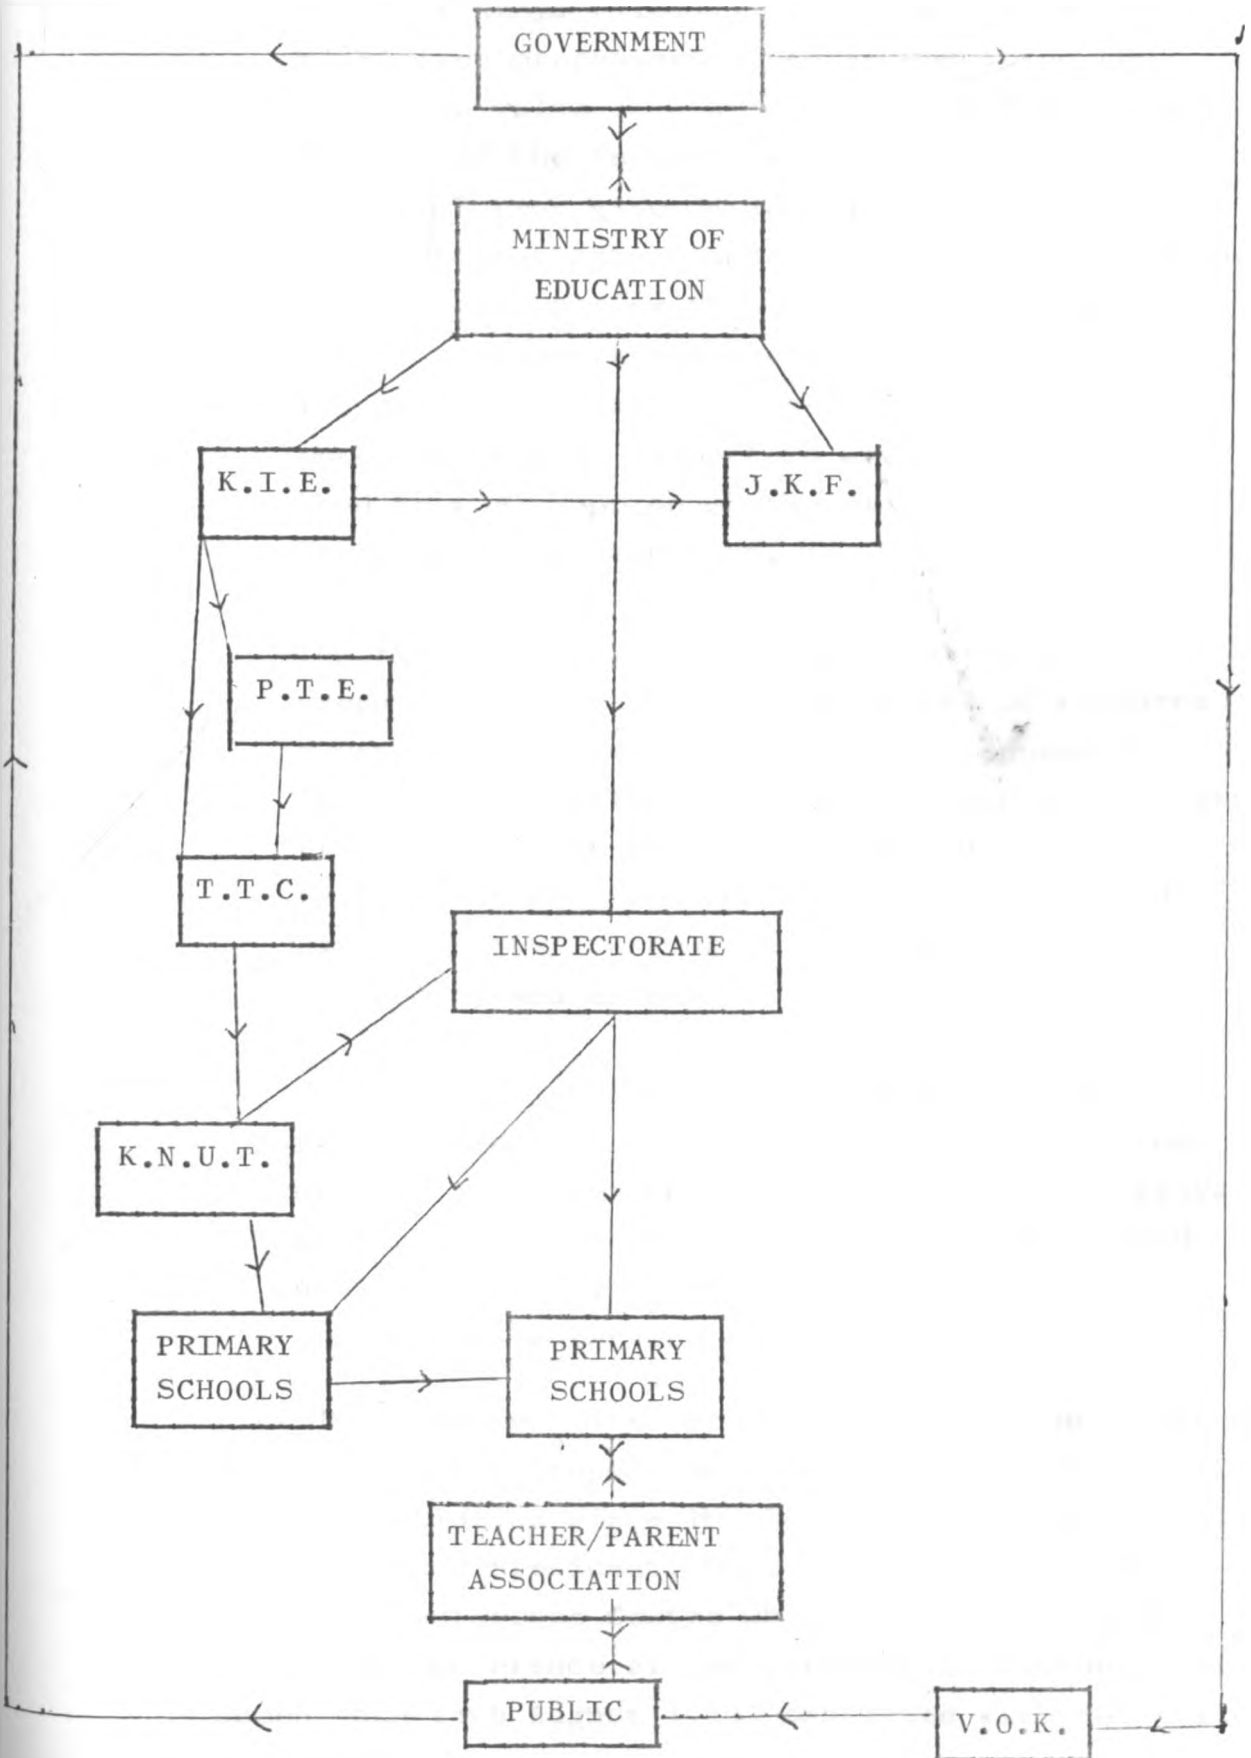 GOVERNMENT
MINISTRY OF
EDUCATION
K.I.E.
J.K.F.
P.T.E.
T.T.C.
INSPECTORATE
K.N.U.T.
PRIMARY
SCHOOLS
PRIMARY
SCHOOLS
TEACHER/PARENT
ASSOCIATION
PUBLIC
V.O.K.